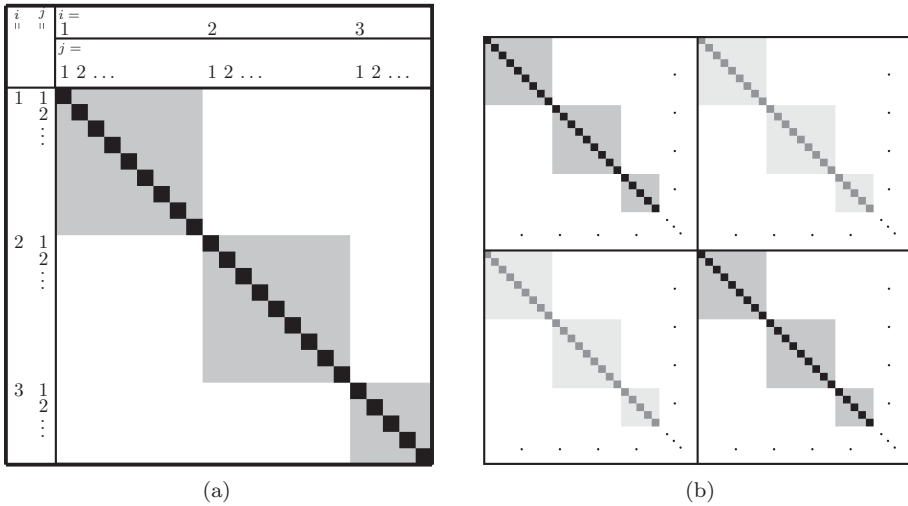 i = j = i =
1 2 3
j =
1 2 ... 1 2 ... 1 2 ...
1 1
2
⋮
2 1
2
⋮
3 1
2
⋮
(a) (b)